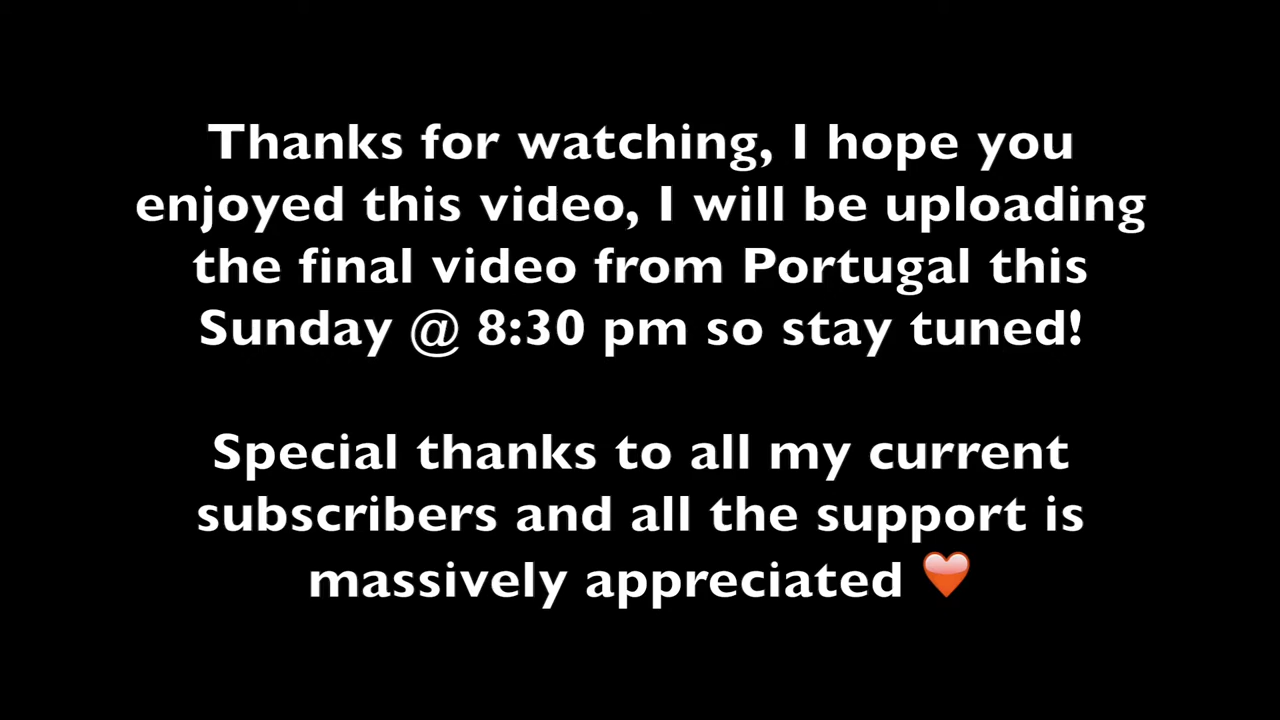 Thanks for watching, I hope you
enjoyed this video, I will be uploading
the final video from Portugal this
Sunday @ 8:30 pm so stay tuned!
Special thanks to all my current
subscribers and all the support is
massively appreciated ❤️